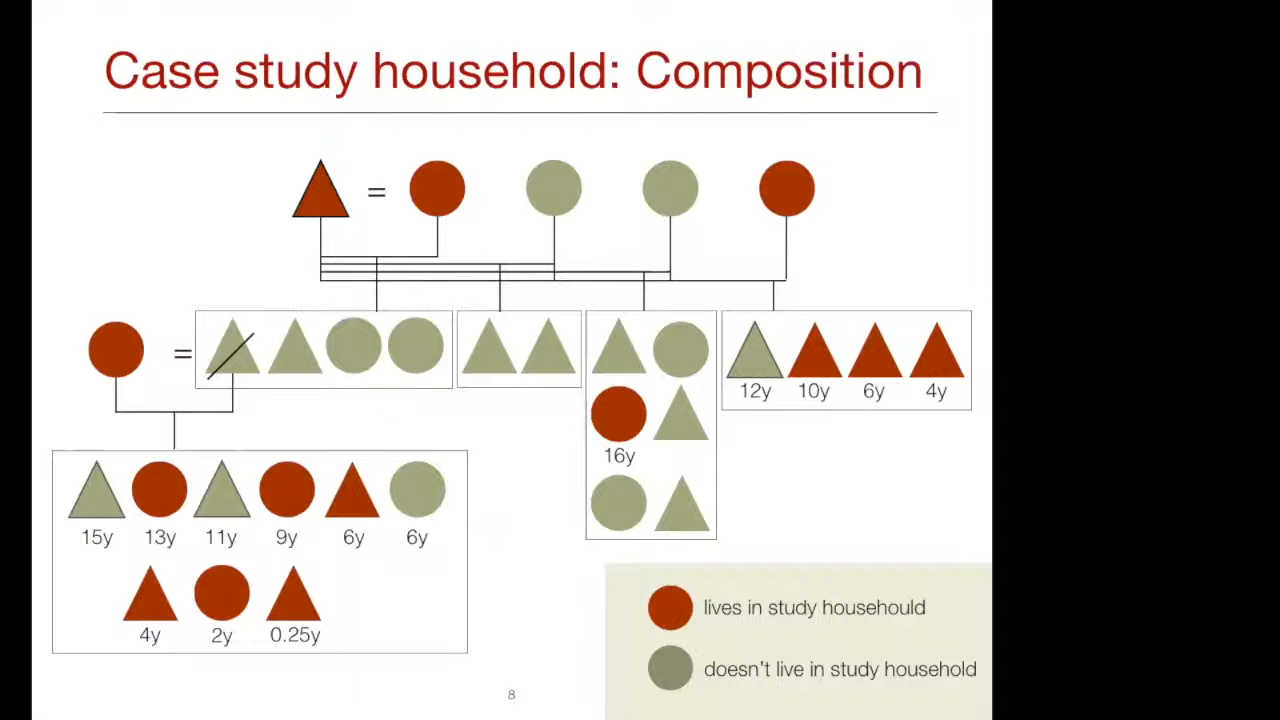 Case study household: Composition
=
=
12y 10y 6y 4y
16y
15y 13y 11y 9y 6y 6y
4y 2y 0.25y
lives in study househould
doesn't live in study household
8